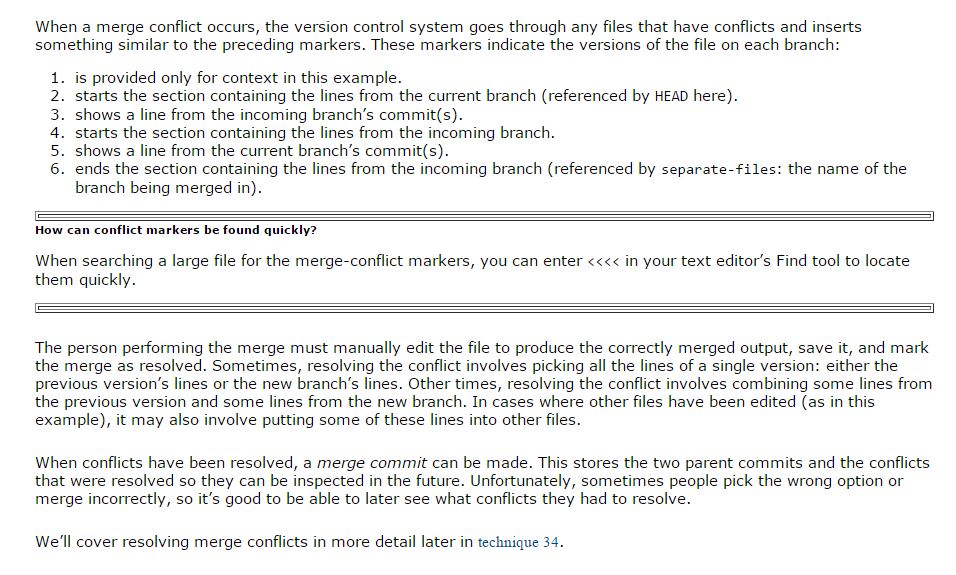 When a merge conflict occurs, the version control system goes through any files that have conflicts and inserts
something similar to the preceding markers. These markers indicate the versions of the file on each branch:
1. is provided only for context in this example.
2. starts the section containing the lines from the current branch (referenced by HEAD here).
3. shows a line from the incoming branch's commit(s).
4. starts the section containing the lines from the incoming branch.
5. shows a line from the current branch's commit(s).
6. ends the section containing the lines from the incoming branch (referenced by separate-files: the name of the
branch being merged in).
How can conflict markers be found quickly?
When searching a large file for the merge-conflict markers, you can enter <<<< in your text editor's Find tool to locate
them quickly.
The person performing the merge must manually edit the file to produce the correctly merged output, save it, and mark
the merge as resolved. Sometimes, resolving the conflict involves picking all the lines of a single version: either the
previous version's lines or the new branch's lines. Other times, resolving the conflict involves combining some lines from
the previous version and some lines from the new branch. In cases where other files have been edited (as in this
example), it may also involve putting some of these lines into other files.
When conflicts have been resolved, a merge commit can be made. This stores the two parent commits and the conflicts
that were resolved so they can be inspected in the future. Unfortunately, sometimes people pick the wrong option or
merge incorrectly, so it's good to be able to later see what conflicts they had to resolve.
We'll cover resolving merge conflicts in more detail later in technique 34.